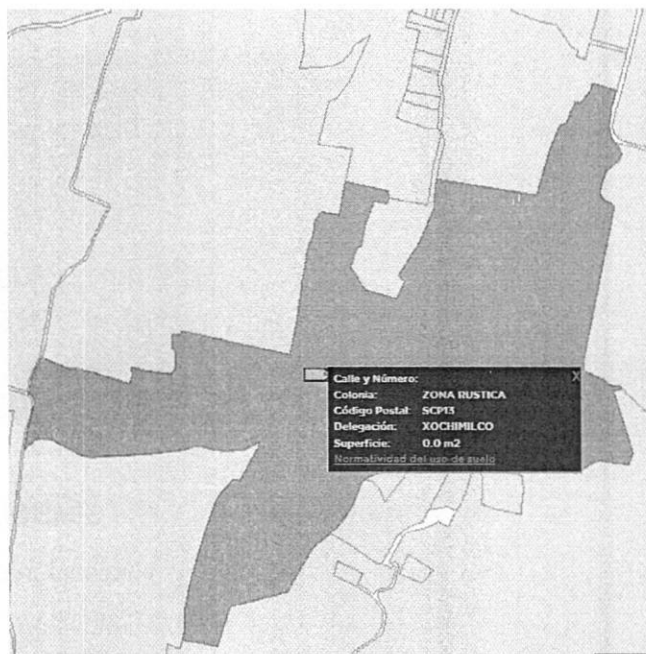 X
Calle y Número:
Colonia: ZONA RUSTICA
Código Postal: SCP13
Delegación: XOCHIMILCO
Superficie: 0.0 m2
Normatividad del uso de suelo